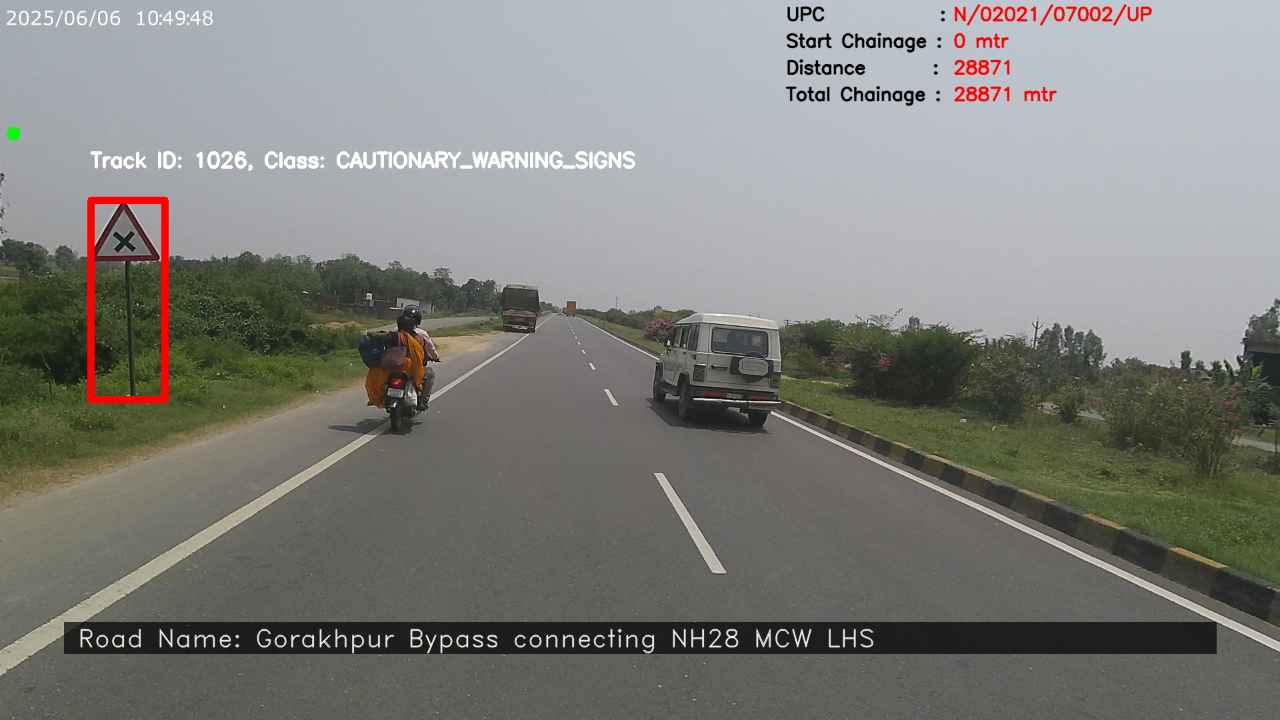 2025/06/06 10:49:48
UPC : N/02021/07002/UP
Start Chainage : 0 mtr
Distance : 28871
Total Chainage : 28871 mtr
Track ID: 1026, Class: CAUTIONARY_WARNING_SIGNS
Road Name: Gorakhpur Bypass connecting NH28 MCW LHS